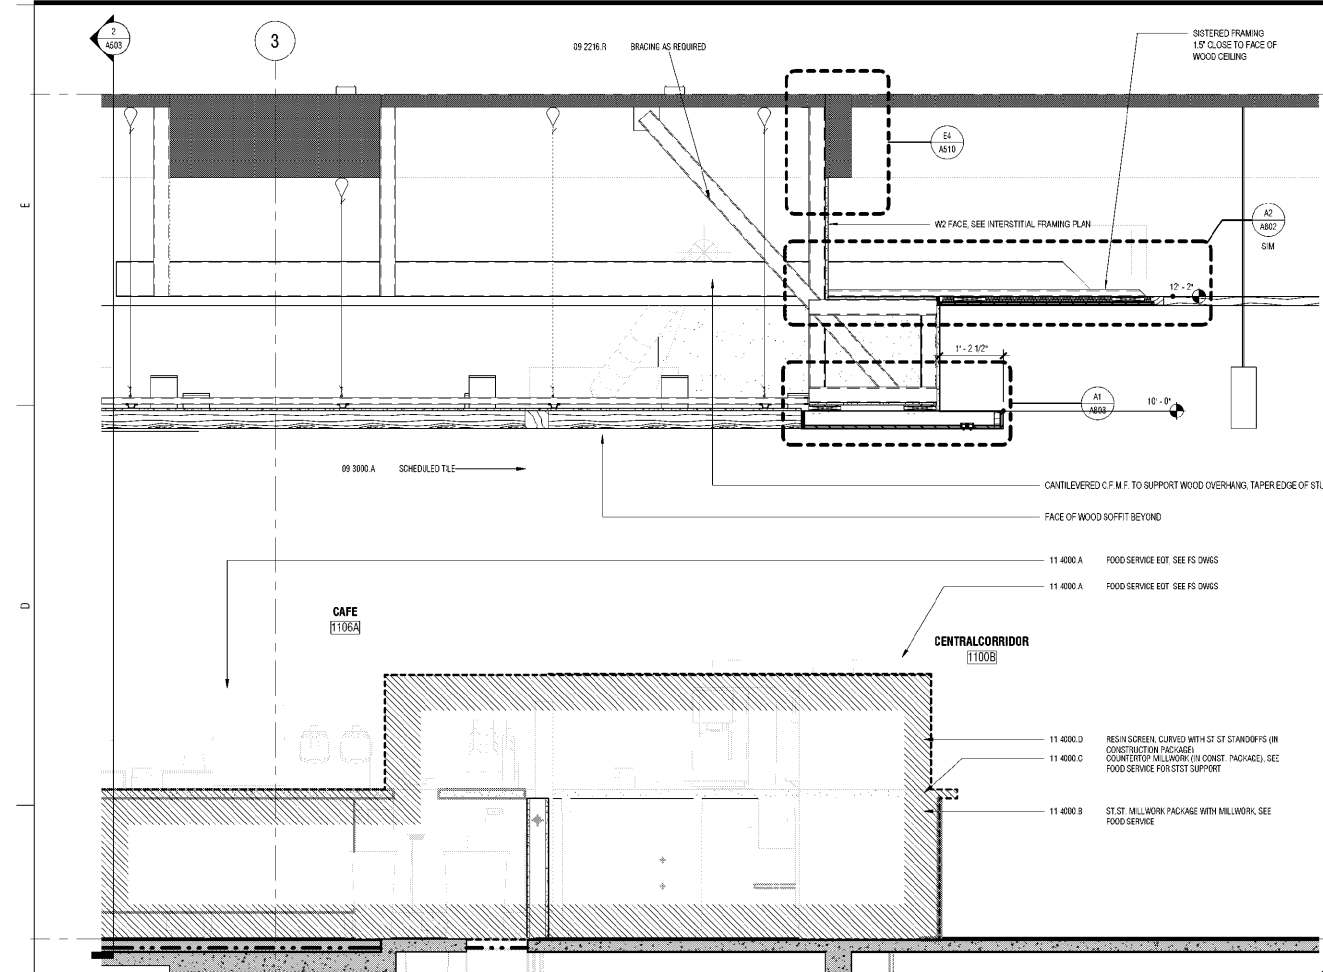 2
A503
3
09 2216.R BRACING AS REQUIRED
SISTERED FRAMING
1.5" CLOSE TO FACE OF
WOOD CEILING
E4
A510
E
W2 FACE, SEE INTERSTITIAL FRAMING PLAN
A2
A802
SIM
12' - 2"
1' - 2 1/2"
A1
A803
10' - 0"
09 3000.A SCHEDULED TILE
CANTILEVERED C.F.M.F. TO SUPPORT WOOD OVERHANG, TAPER EDGE OF STU
FACE OF WOOD SOFFIT BEYOND
11 4000.A FOOD SERVICE EQT, SEE FS DWGS
11 4000.A FOOD SERVICE EQT SEE FS DWGS
D
CAFE
1106A
CENTRALCORRIDOR
1100B
11 4000.D RESIN SCREEN, CURVED WITH ST ST STANDOFFS (IN
CONSTRUCTION PACKAGE)
11 4000.C COUNTERTOP MILLWORK (IN CONST. PACKAGE), SEE
FOOD SERVICE FOR STST SUPPORT
11 4000.B ST.ST. MILLWORK PACKAGE WITH MILLWORK, SEE
FOOD SERVICE